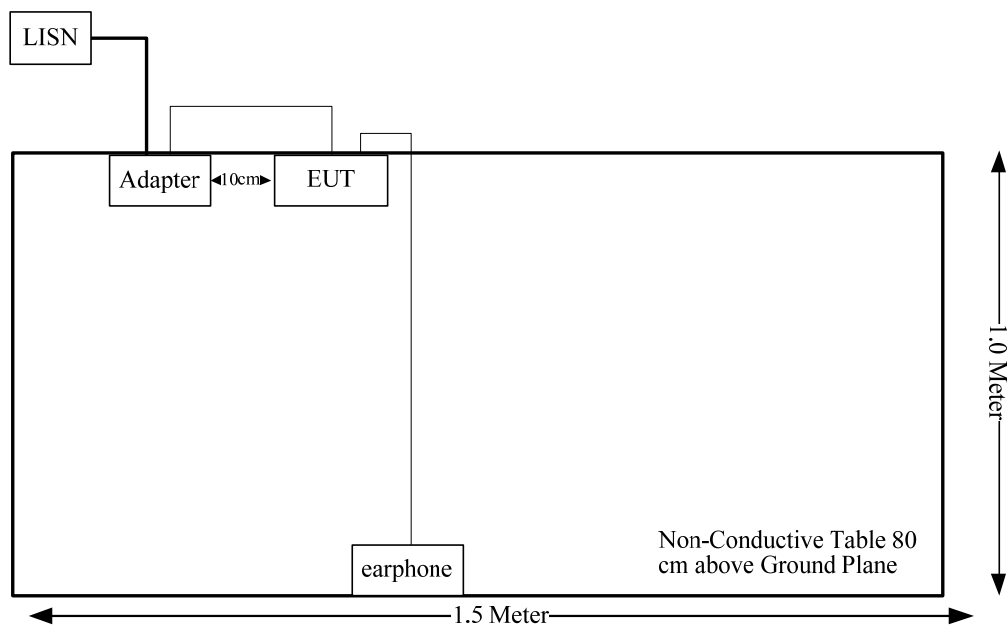 LISN
Adapter
10cm
EUT
1.0 Meter
earphone
Non-Conductive Table 80
cm above Ground Plane
1.5 Meter